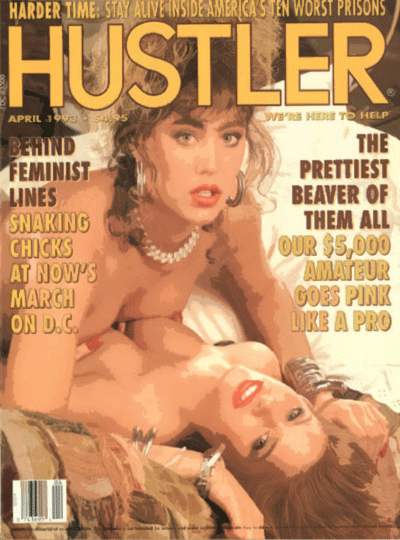 HARDER TIME: STAY ALIVE INSIDE AMERICA'S TEN WORST PRISONS
HUSTLER®
APRIL 1993 • $4.95
WE'RE HERE TO HELP
BEHIND
FEMINIST
LINES
SNAKING
CHICKS
AT NOW'S
MARCH
ON D.C.
THE
PRETTIEST
BEAVER OF
THEM ALL
OUR $5,000
AMATEUR
GOES PINK
LIKE A PRO